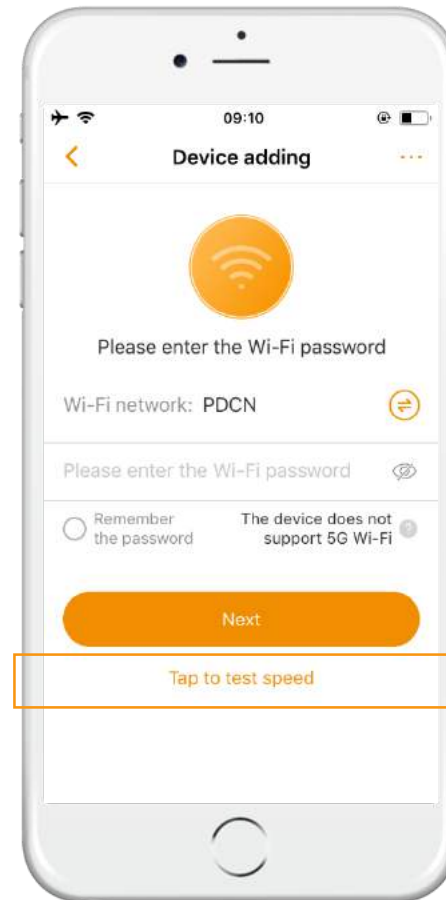 09:10
Device adding
Please enter the Wi-Fi password
Wi-Fi network: PDCN
Please enter the Wi-Fi password
Remember
the password
The device does not
support 5G Wi-Fi ?
Next
Tap to test speed